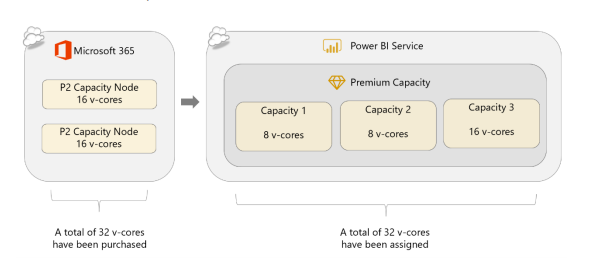 Microsoft 365
P2 Capacity Node
16 v-cores
P2 Capacity Node
16 v-cores
A total of 32 v-cores
have been purchased
Power BI Service
Premium Capacity
Capacity 1
8 v-cores
Capacity 2
8 v-cores
Capacity 3
16 v-cores
A total of 32 v-cores
have been assigned